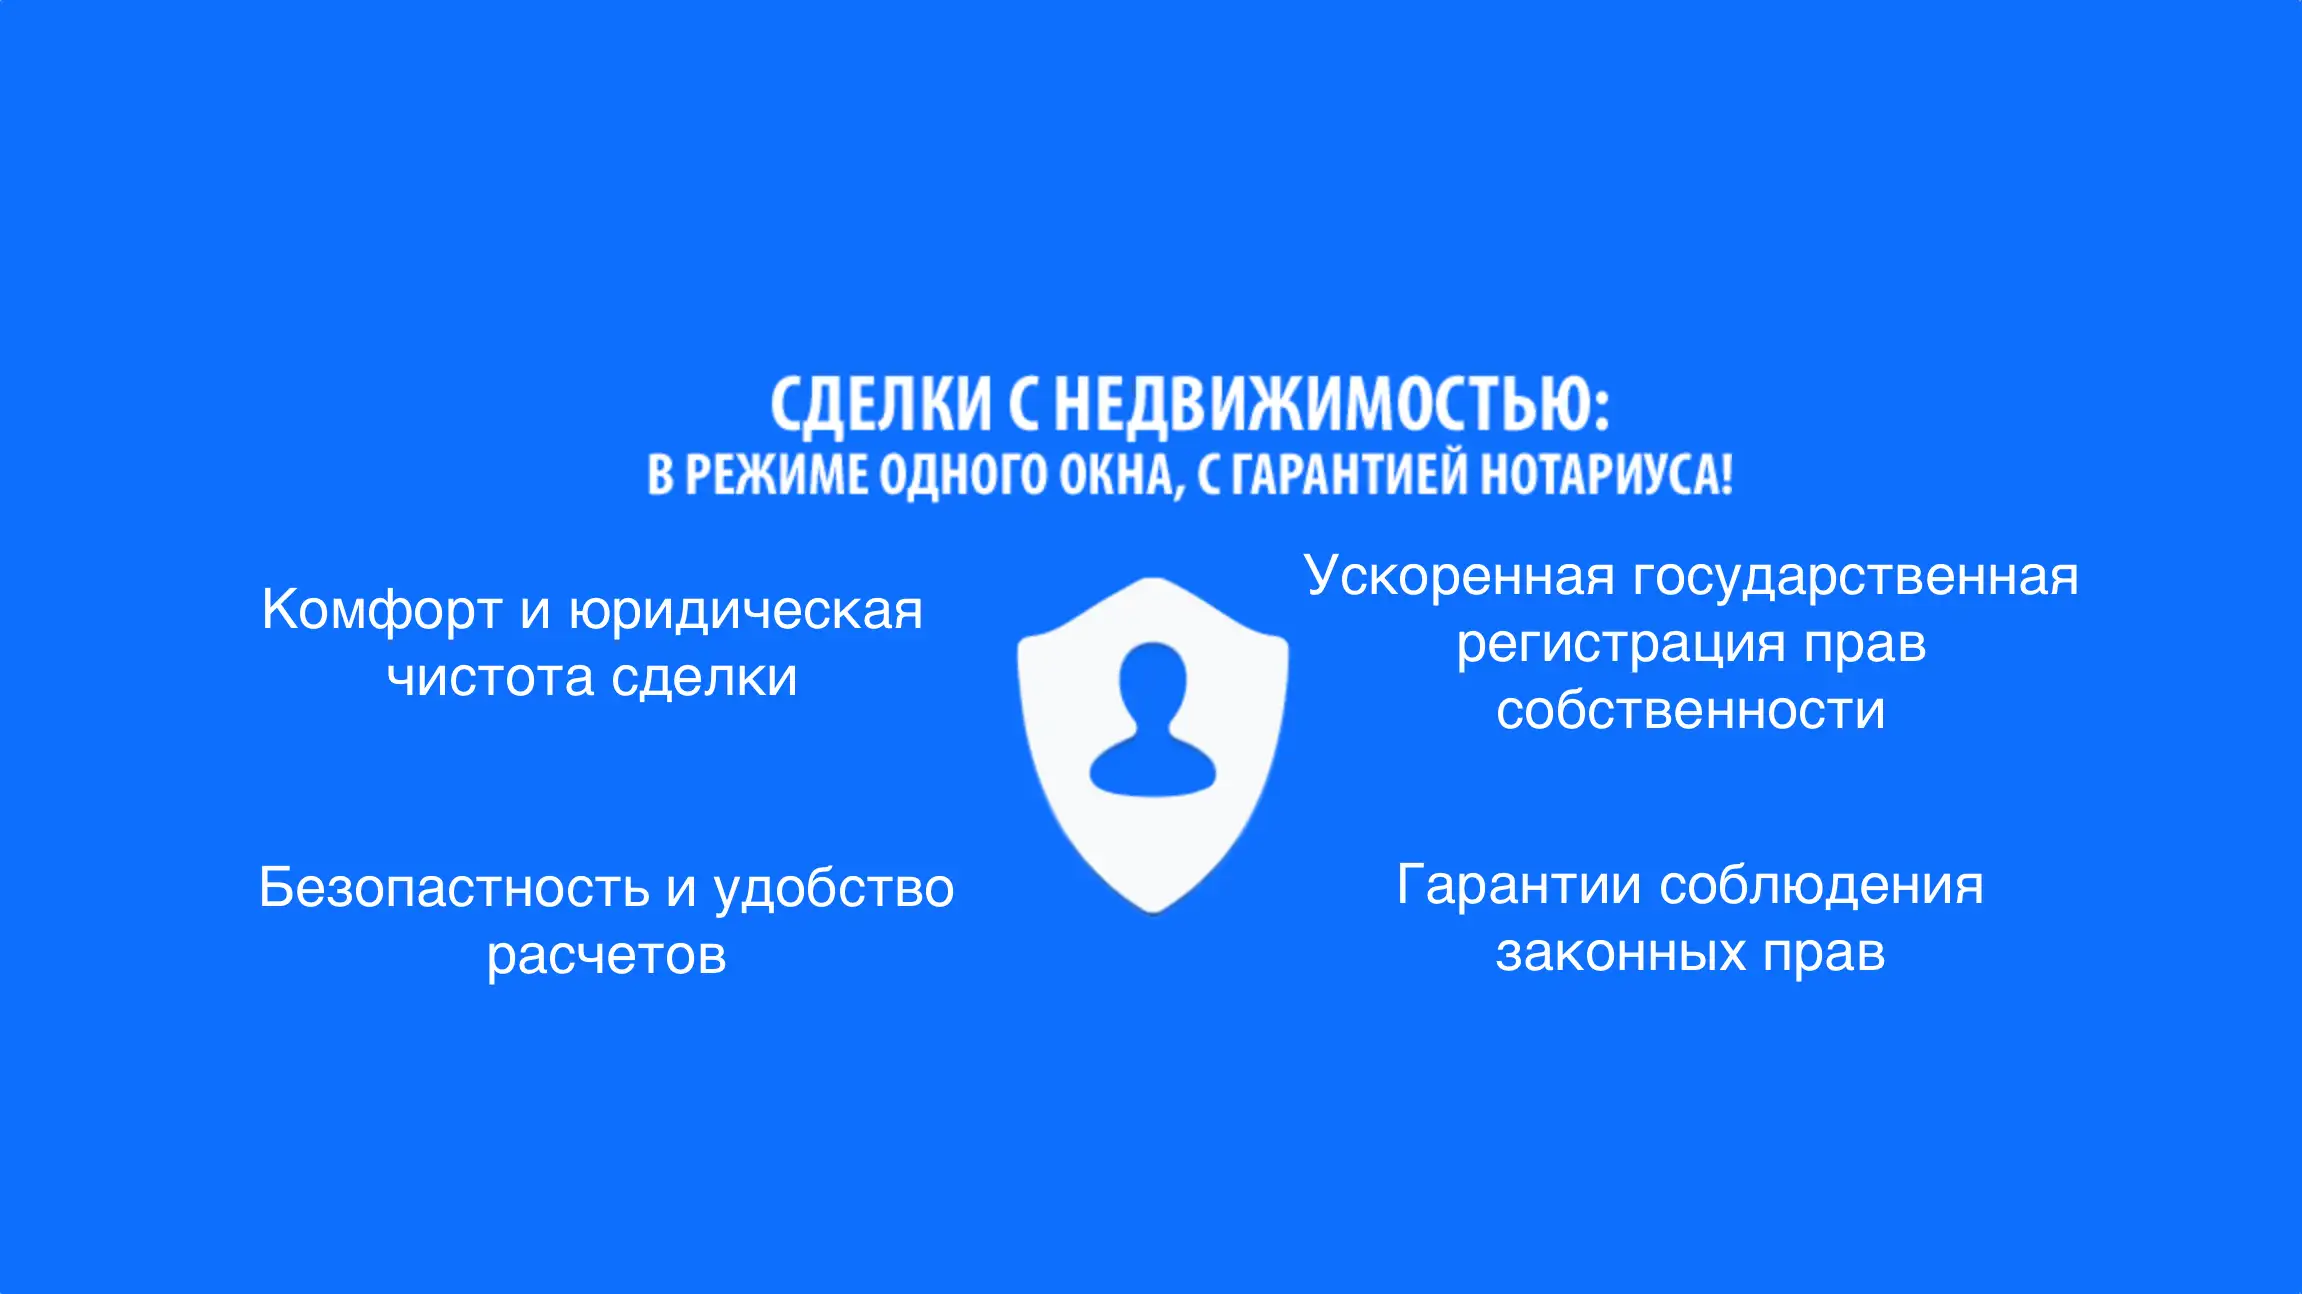 СДЕЛКИ С НЕДВИЖИМОСТЬЮ:
В РЕЖИМЕ ОДНОГО ОКНА, С ГАРАНТИЕЙ НОТАРИУСА!
Комфорт и юридическая
чистота сделки
Ускоренная государственная
регистрация прав
собственности
Безопастность и удобство
расчетов
Гарантии соблюдения
законных прав